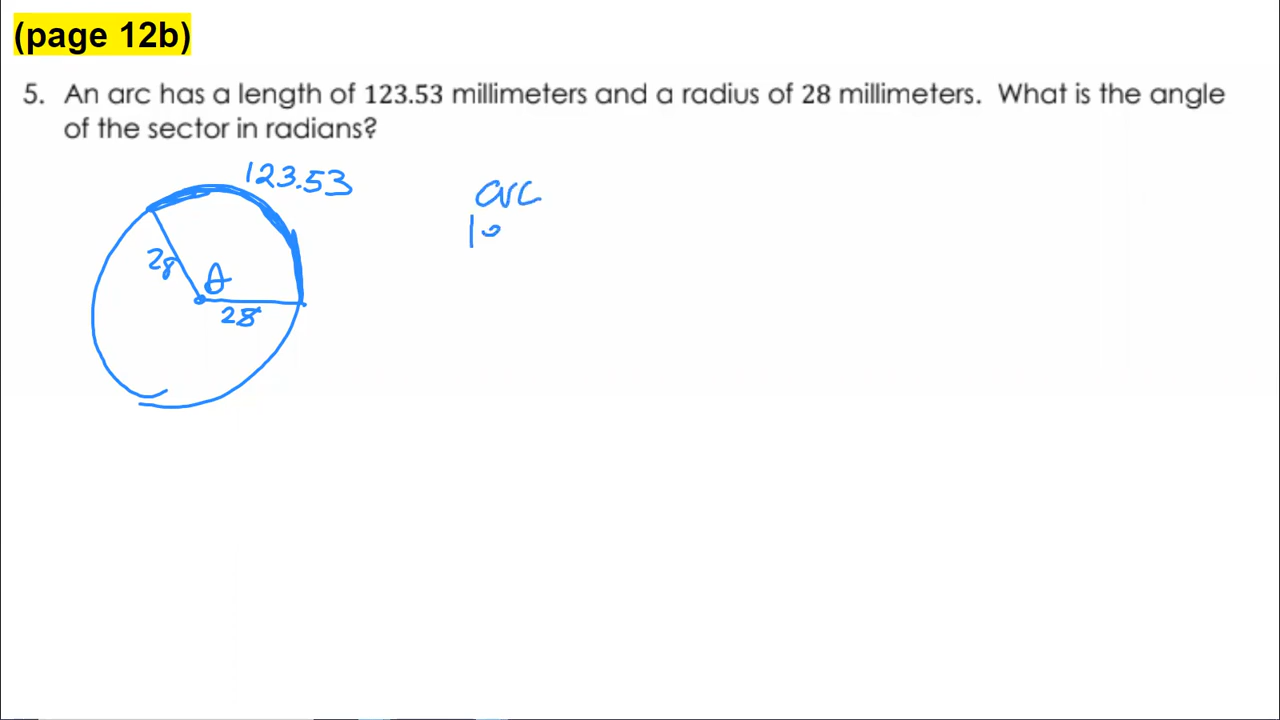 (page 12b)
5. An arc has a length of 123.53 millimeters and a radius of 28 millimeters. What is the angle
of the sector in radians?
123.53
arc
28
θ
28